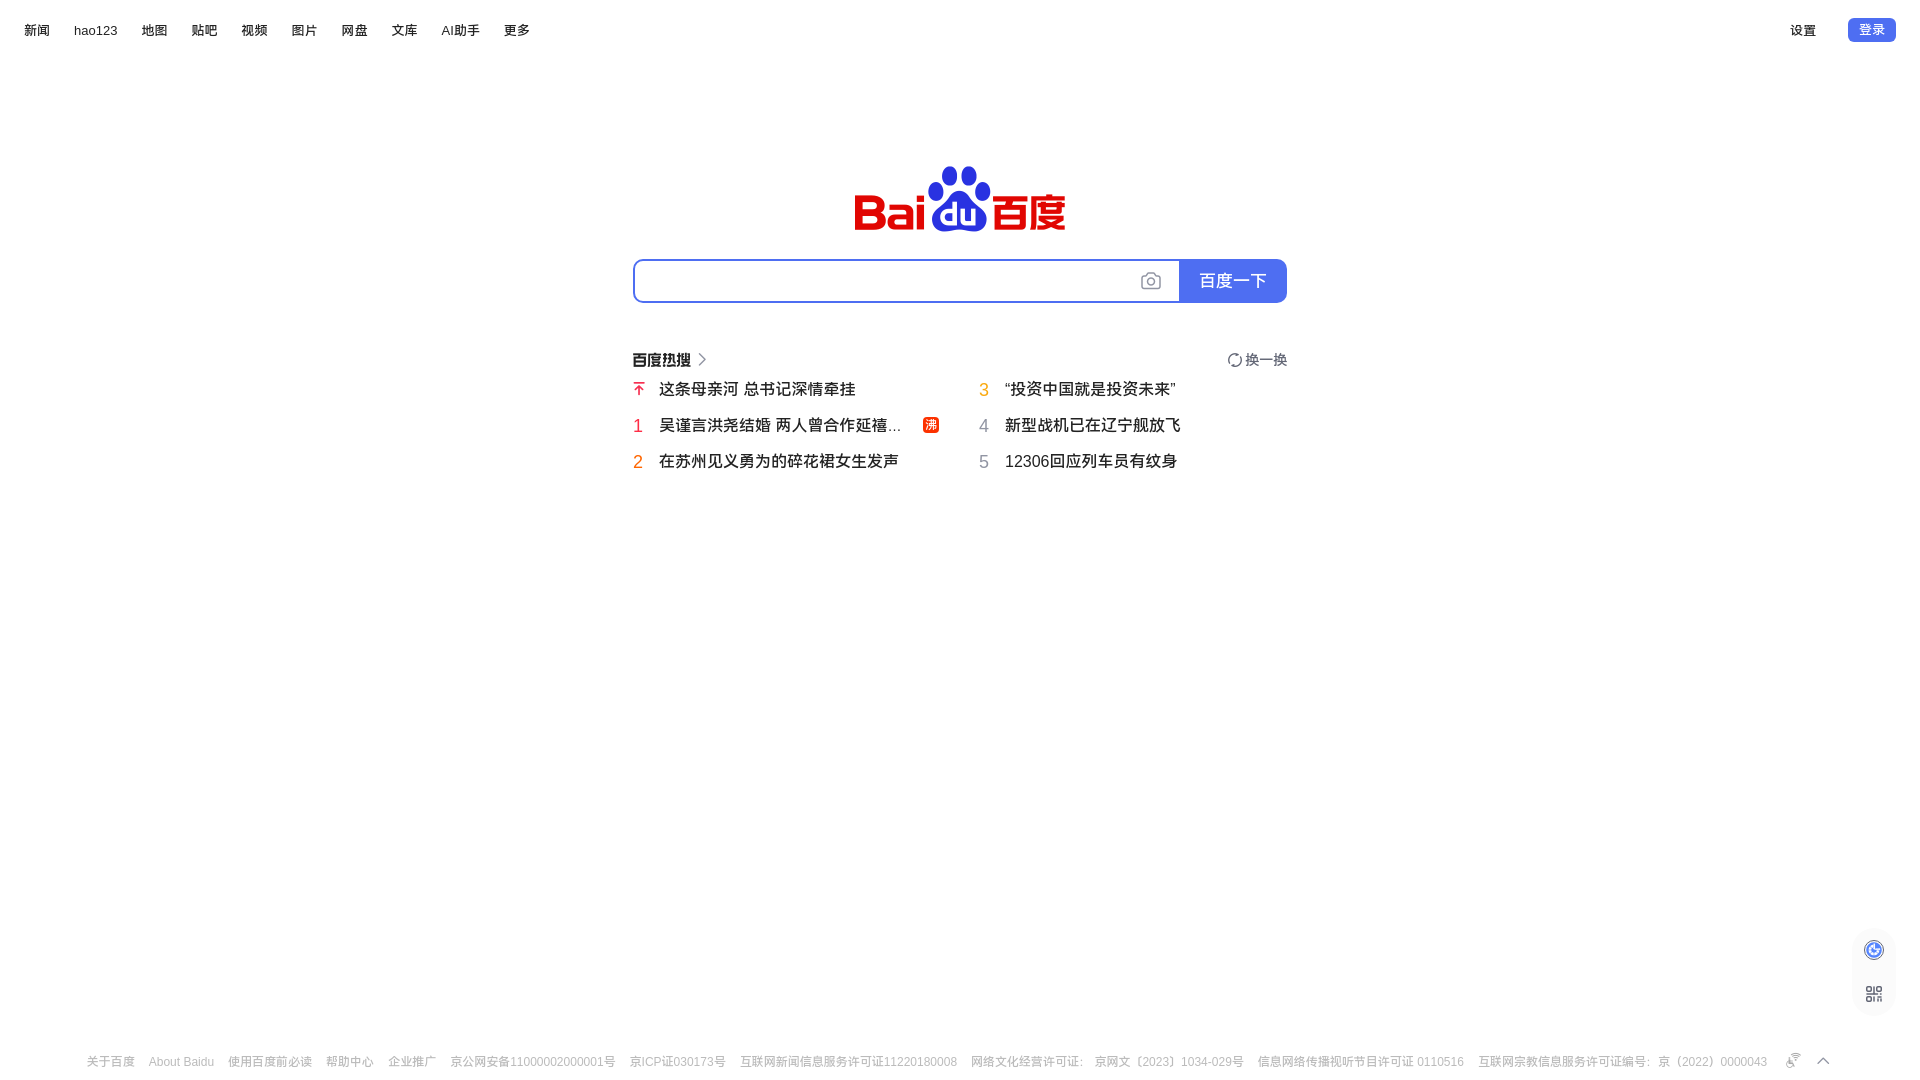 新闻 hao123 地图 贴吧 视频 图片 网盘 文库 AI助手 更多 设置 登录
Bai du 百度
百度一下
百度热搜 换一换
这条母亲河 总书记深情牵挂
1 吴谨言洪尧结婚 两人曾合作延禧... 沸
2 在苏州见义勇为的碎花裙女生发声
3 “投资中国就是投资未来”
4 新型战机已在辽宁舰放飞
5 12306回应列车员有纹身
关于百度 About Baidu 使用百度前必读 帮助中心 企业推广 京公网安备11000002000001号 京ICP证030173号 互联网新闻信息服务许可证11220180008 网络文化经营许可证： 京网文〔2023〕1034-029号 信息网络传播视听节目许可证 0110516 互联网宗教信息服务许可证编号：京（2022）0000043